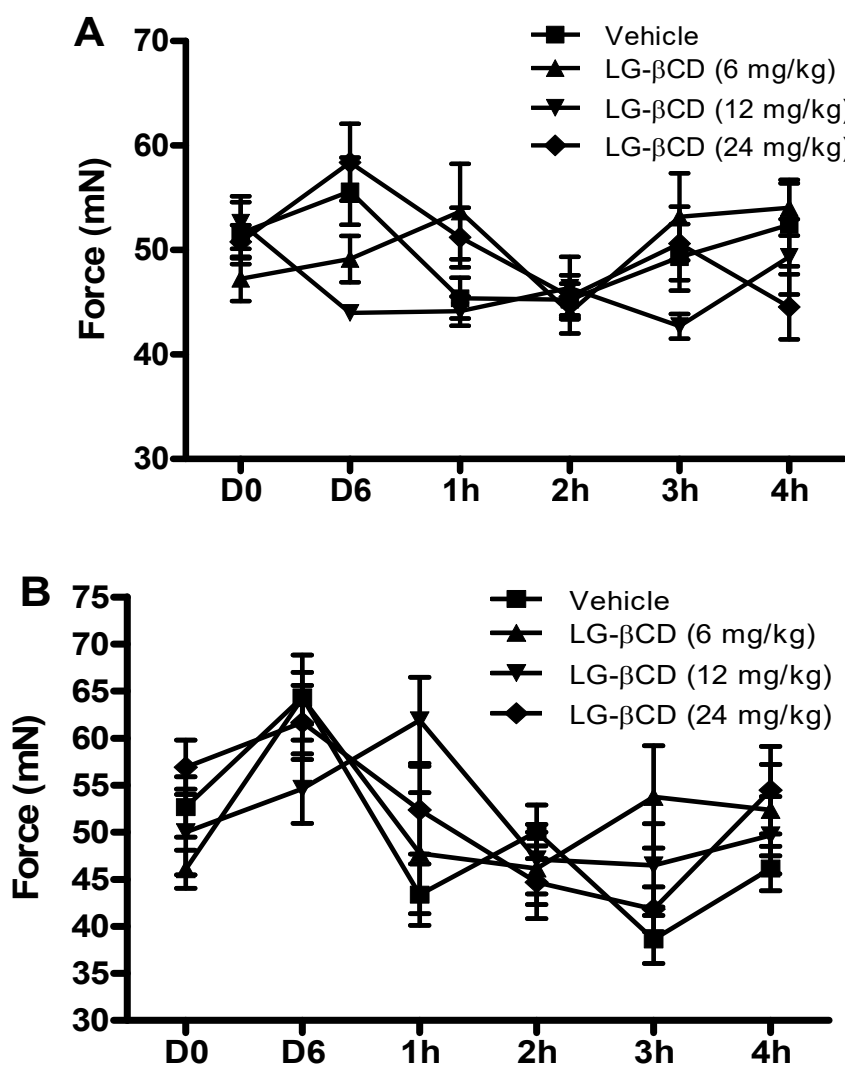 A
70
60
50
40
30
Force (mN)
Vehicle
LG-βCD (6 mg/kg)
LG-βCD (12 mg/kg)
LG-βCD (24 mg/kg)
D0 D6 1h 2h 3h 4h
B
75
70
65
60
55
50
45
40
35
30
Force (mN)
Vehicle
LG-βCD (6 mg/kg)
LG-βCD (12 mg/kg)
LG-βCD (24 mg/kg)
D0 D6 1h 2h 3h 4h